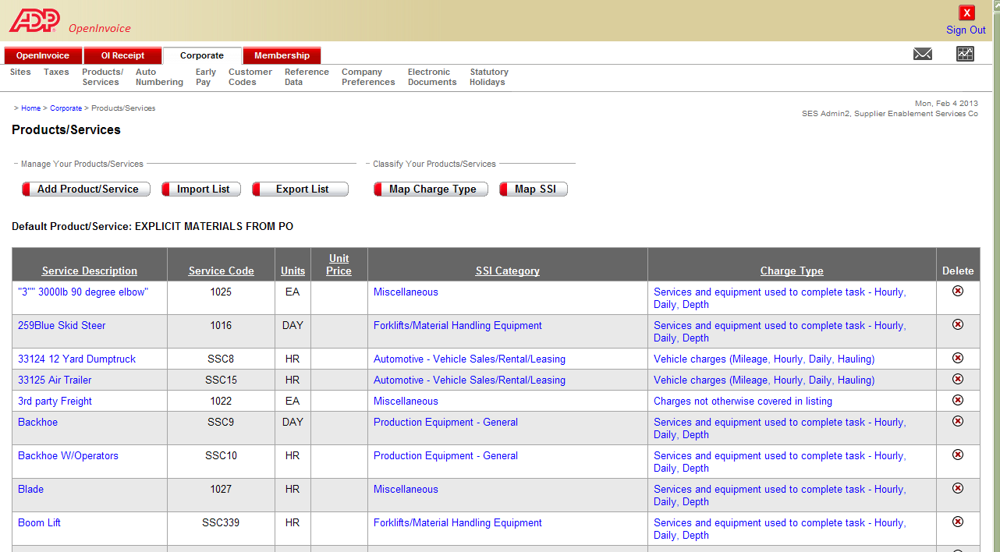 ADP OpenInvoice
X
Sign Out
OpenInvoice OI Receipt Corporate Membership
Sites Taxes Products/ Auto Early Customer Reference Company Electronic Statutory
Services Numbering Pay Codes Data Preferences Documents Holidays
> Home > Corporate > Products/Services
Mon, Feb 4 2013
SES Admin2, Supplier Enablement Services Co
Products/Services
Manage Your Products/Services Classify Your Products/Services
Add Product/Service Import List Export List Map Charge Type Map SSI
Default Product/Service: EXPLICIT MATERIALS FROM PO
Unit
Service Description Service Code Units Price SSI Category Charge Type Delete
"3"" 3000lb 90 degree elbow" 1025 EA Miscellaneous Services and equipment used to complete task - Hourly,
Daily, Depth
259Blue Skid Steer 1016 DAY Forklifts/Material Handling Equipment Services and equipment used to complete task - Hourly,
Daily, Depth
33124 12 Yard Dumptruck SSC8 HR Automotive - Vehicle Sales/Rental/Leasing Vehicle charges (Mileage, Hourly, Daily, Hauling)
33125 Air Trailer SSC15 HR Automotive - Vehicle Sales/Rental/Leasing Vehicle charges (Mileage, Hourly, Daily, Hauling)
3rd party Freight 1022 EA Miscellaneous Charges not otherwise covered in listing
Backhoe SSC9 DAY Production Equipment - General Services and equipment used to complete task - Hourly,
Daily, Depth
Backhoe W/Operators SSC10 HR Production Equipment - General Services and equipment used to complete task - Hourly,
Daily, Depth
Blade 1027 HR Miscellaneous Services and equipment used to complete task - Hourly,
Daily, Depth
Boom Lift SSC339 HR Forklifts/Material Handling Equipment Services and equipment used to complete task - Hourly,
Daily, Depth